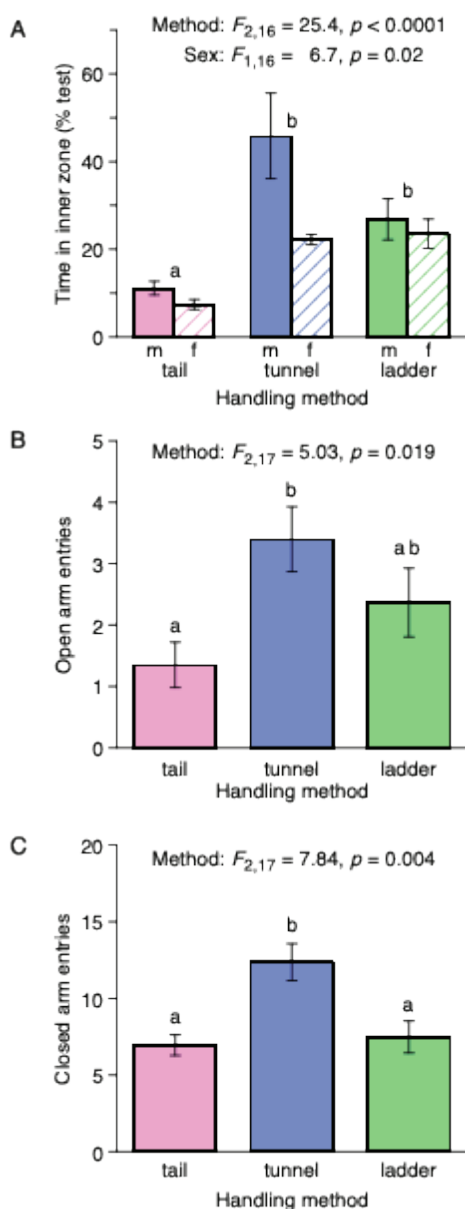 A
Method: F2,16 = 25.4, p < 0.0001
Sex: F1,16 = 6.7, p = 0.02
Time in inner zone (% test)
60
40
20
0
a
b
b
m f m f m f
tail tunnel ladder
Handling method
B
Method: F2,17 = 5.03, p = 0.019
Open arm entries
5
4
3
2
1
0
a
b
a b
tail tunnel ladder
Handling method
C
Method: F2,17 = 7.84, p = 0.004
Closed arm entries
20
15
10
5
0
a
b
a
tail tunnel ladder
Handling method